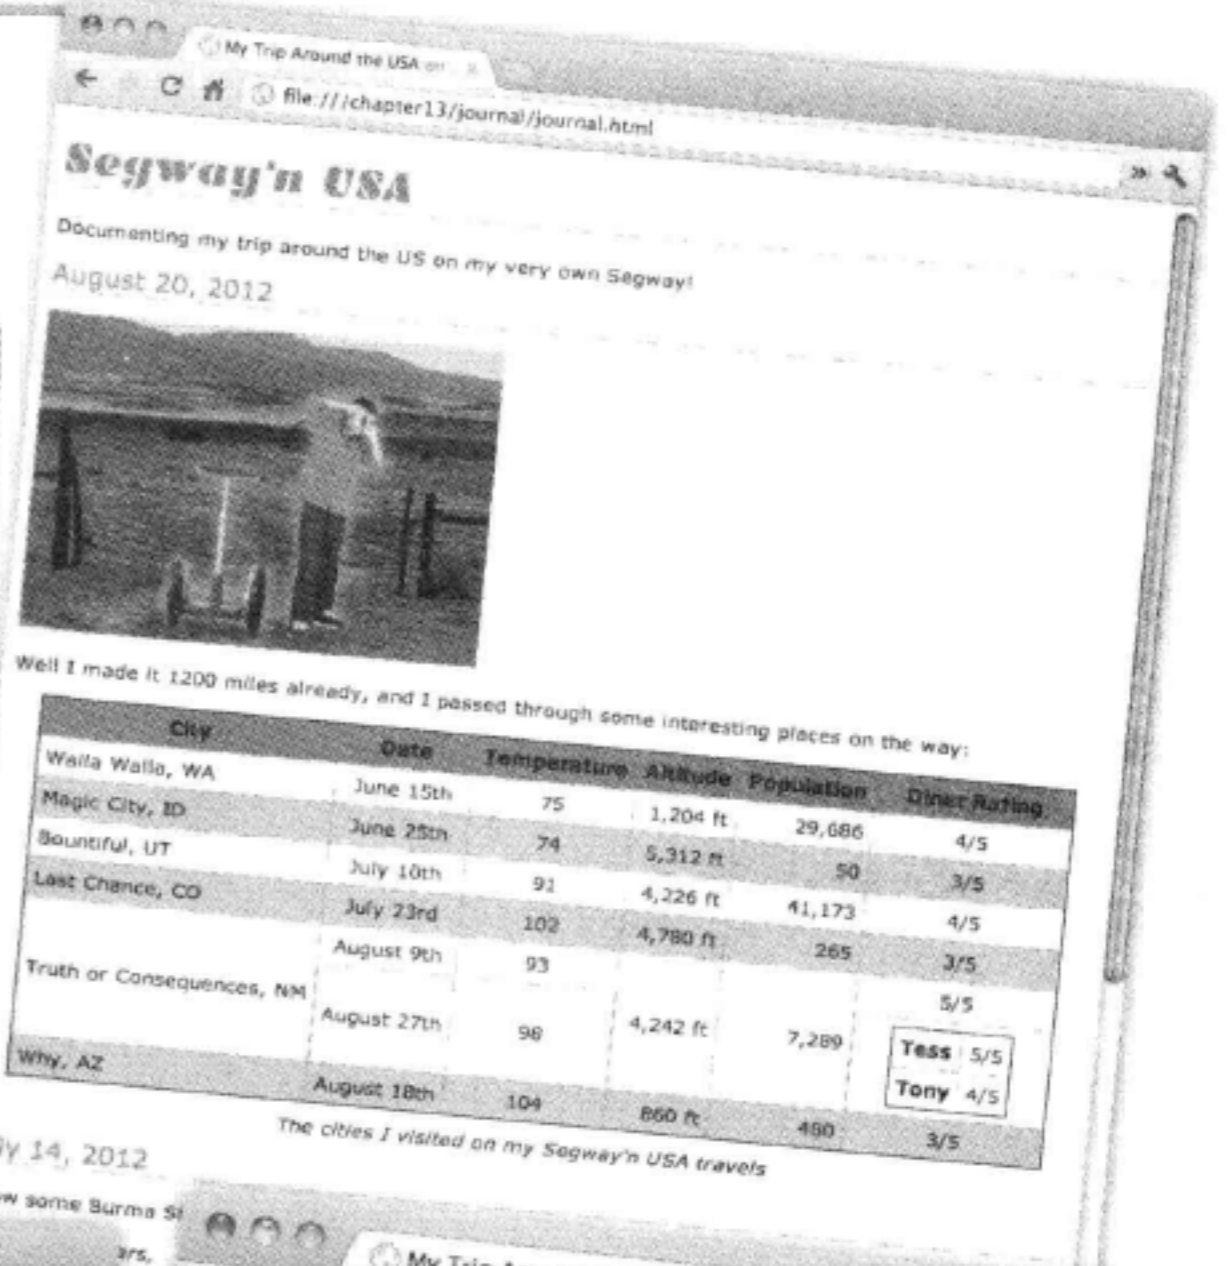 My Trip Around the USA on
file:///chapter13/journal/journal.html
Segway'n USA
Documenting my trip around the US on my very own Segway!
August 20, 2012
Well I made it 1200 miles already, and I passed through some interesting places on the way:
City Date Temperature Altitude Population Diner Rating
Walla Walla, WA June 15th 75 1,204 ft 29,686 4/5
Magic City, ID June 25th 74 5,312 ft 50 3/5
Bountiful, UT July 10th 91 4,226 ft 41,173 4/5
Last Chance, CO July 23rd 102 4,780 ft 265 3/5
Truth or Consequences, NM August 9th 93 4,242 ft 7,289 5/5
August 27th 98
Tess 5/5
Tony 4/5
Why, AZ August 18th 104 860 ft 480 3/5
The cities I visited on my Segway'n USA travels
y 14, 2012
w some Burma S
ars,
My Trip